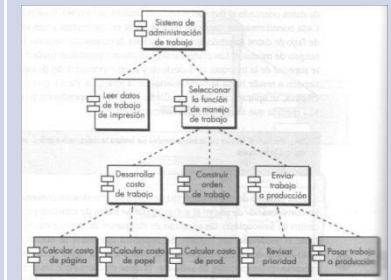 Sistema de
administración
de trabajo
Leer datos
de trabajo
de impresión
Seleccionar
la función
de manejo
de trabajo
Desarrollar
costo
de trabajo
Construir
orden
de trabajo
Enviar
trabajo
a producción
Calcular costo
de página
Calcular costo
de papel
Calcular costo
de prod.
Revisar
prioridad
Pasar trabajo
a producción